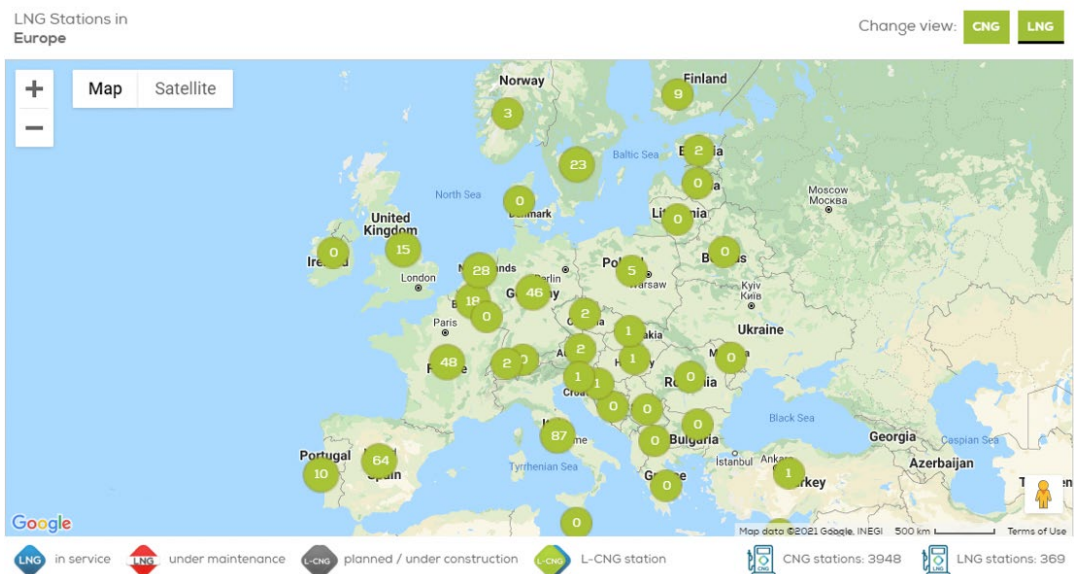 LNG Stations in
Europe
Change view: CNG LNG
+
Map Satellite
−
Norway
3
Finland
9
23
Baltic Sea
2
0
North Sea
0
0
Moscow
Москва
United
Kingdom
0
15
0
London
28
5
46
18
Kyiv
Київ
0
2
Paris
1
Ukraine
48
2
2
1
0
0
1
1
0
0
Black Sea
0
87
0
Bulgaria
Georgia
Caspian Sea
Portugal
64
Istanbul
Azerbaijan
10
Tyrrhenian Sea
0
1
Google
0
Map data ©2021 Google, INEGI 500 km Terms of Use
LNG in service LNG under maintenance L-CNG planned / under construction L-CNG L-CNG station CNG stations: 3948 LNG LNG stations: 369